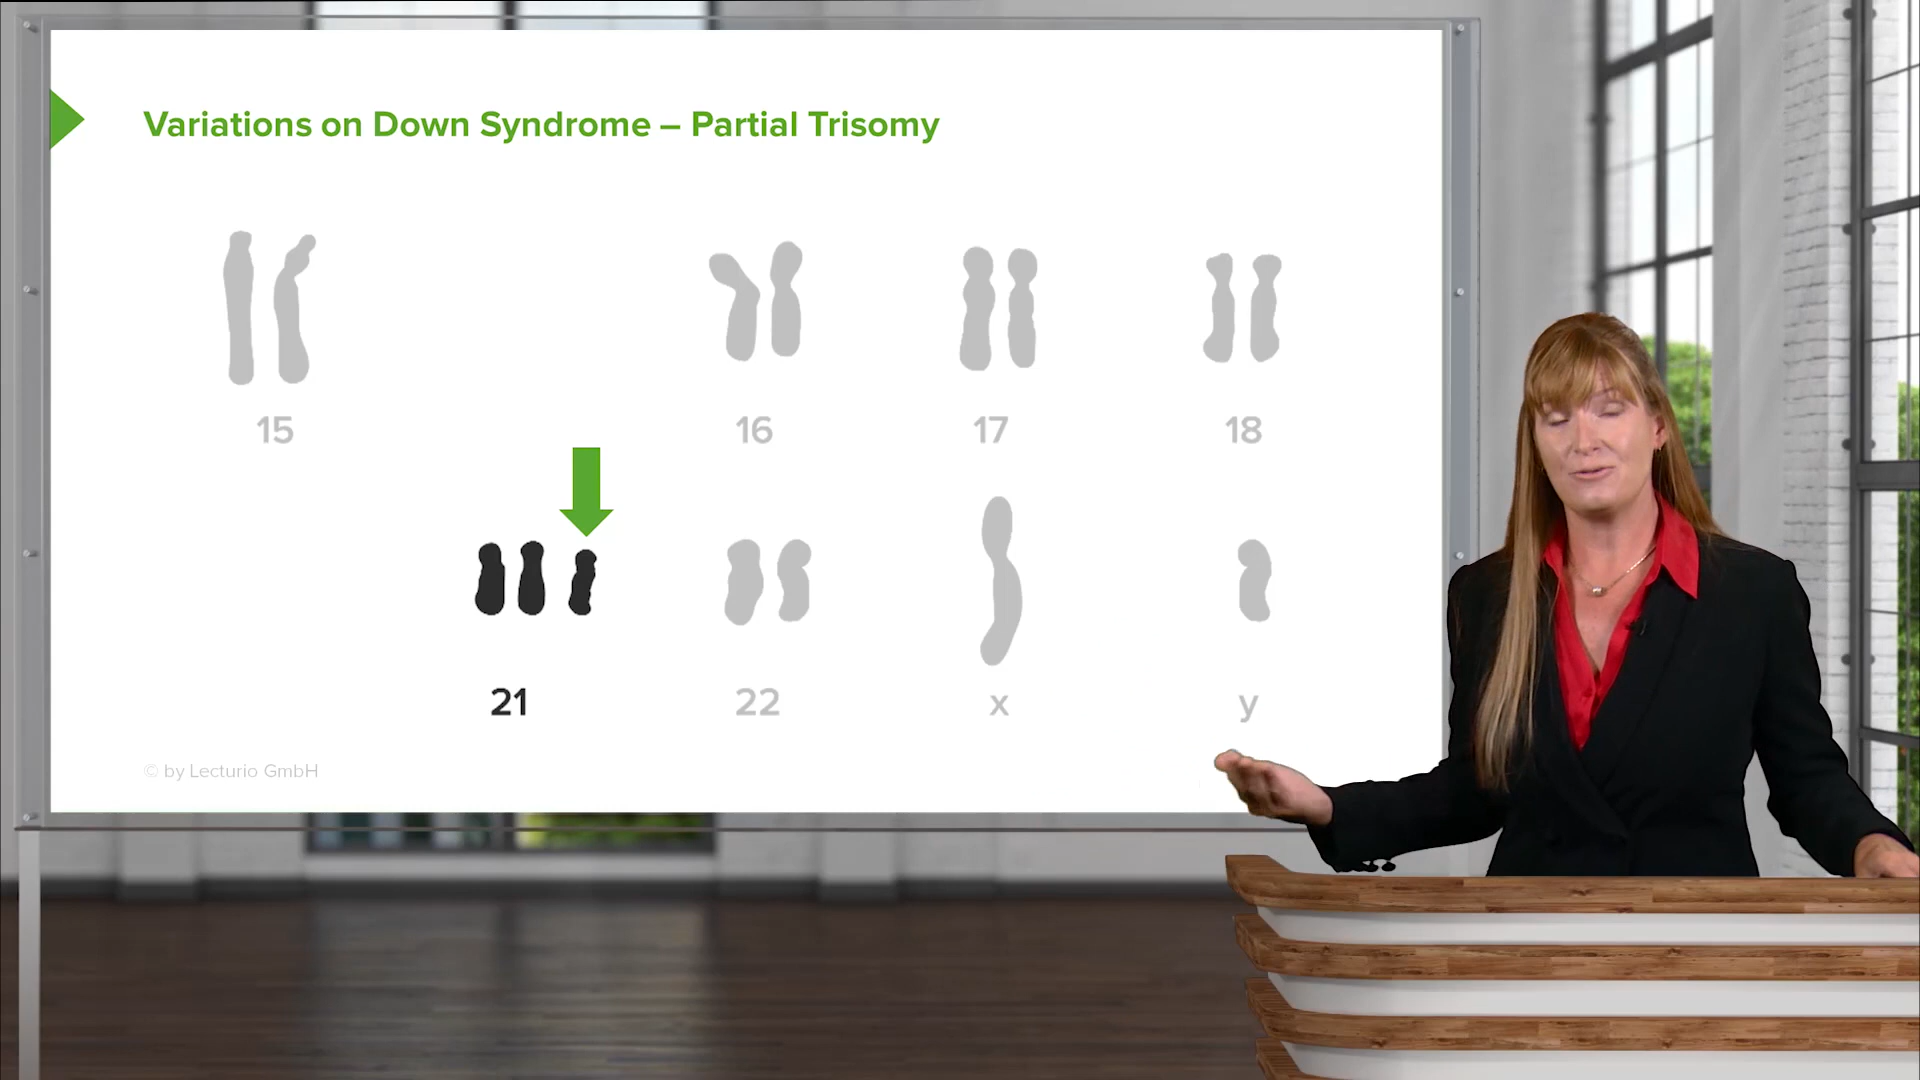 Variations on Down Syndrome – Partial Trisomy
15 16 17 18
21 22 x y
© by Lecturio GmbH